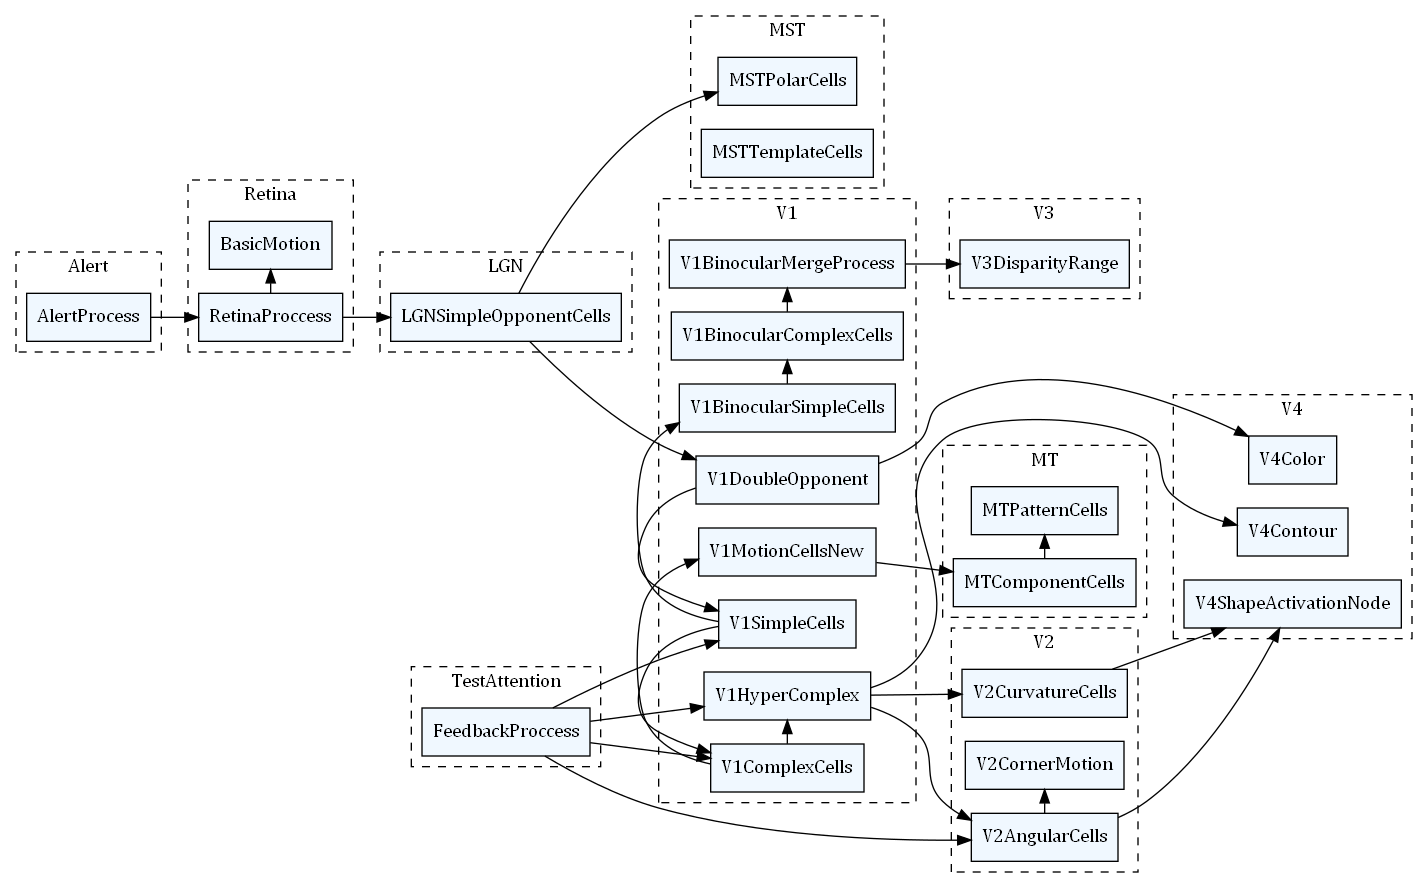 MST
MSTPolarCells
MSTTemplateCells
Retina
BasicMotion
RetinaProccess
Alert
AlertProcess
LGN
LGNSimpleOpponentCells
V1
V1BinocularMergeProcess
V1BinocularComplexCells
V1BinocularSimpleCells
V1DoubleOpponent
V1MotionCellsNew
V1SimpleCells
V1HyperComplex
V1ComplexCells
V3
V3DisparityRange
V4
V4Color
V4Contour
V4ShapeActivationNode
MT
MTPatternCells
MTComponentCells
V2
V2CurvatureCells
V2CornerMotion
V2AngularCells
TestAttention
FeedbackProccess